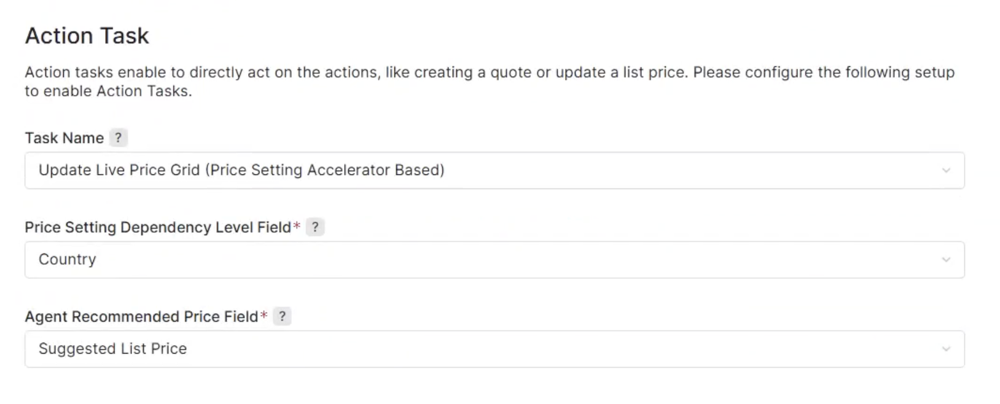 Action Task
Action tasks enable to directly act on the actions, like creating a quote or update a list price. Please configure the following setup
to enable Action Tasks.
Task Name ?
Update Live Price Grid (Price Setting Accelerator Based)
Price Setting Dependency Level Field* ?
Country
Agent Recommended Price Field* ?
Suggested List Price